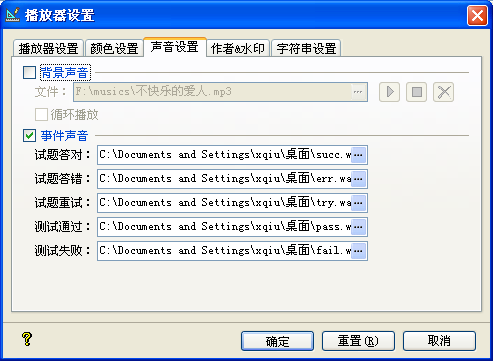 播放器设置
播放器设置 颜色设置 声音设置 作者&水印 字符串设置
背景声音
文件： F:\musics\不快乐的爱人.mp3 ...
循环播放
事件声音
试题答对： C:\Documents and Settings\xqiu\桌面\succ.w ...
试题答错： C:\Documents and Settings\xqiu\桌面\err.wa ...
试题重试： C:\Documents and Settings\xqiu\桌面\try.wa ...
测试通过： C:\Documents and Settings\xqiu\桌面\pass.w ...
测试失败： C:\Documents and Settings\xqiu\桌面\fail.w ...
? 确定 重置(R) 取消